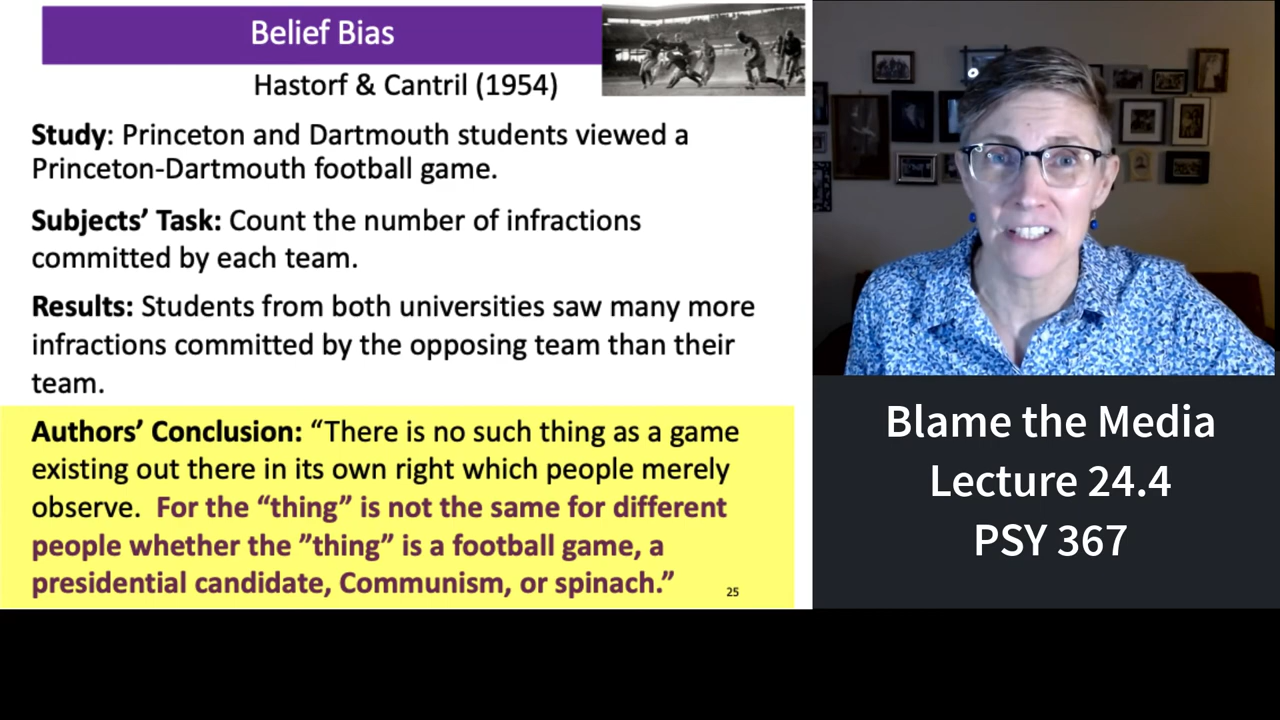 Belief Bias
Hastorf & Cantril (1954)
Study: Princeton and Dartmouth students viewed a
Princeton-Dartmouth football game.
Subjects’ Task: Count the number of infractions
committed by each team.
Results: Students from both universities saw many more
infractions committed by the opposing team than their
team.
Authors’ Conclusion: “There is no such thing as a game
existing out there in its own right which people merely
observe. For the “thing” is not the same for different
people whether the ”thing” is a football game, a
presidential candidate, Communism, or spinach.”
25
Blame the Media
Lecture 24.4
PSY 367